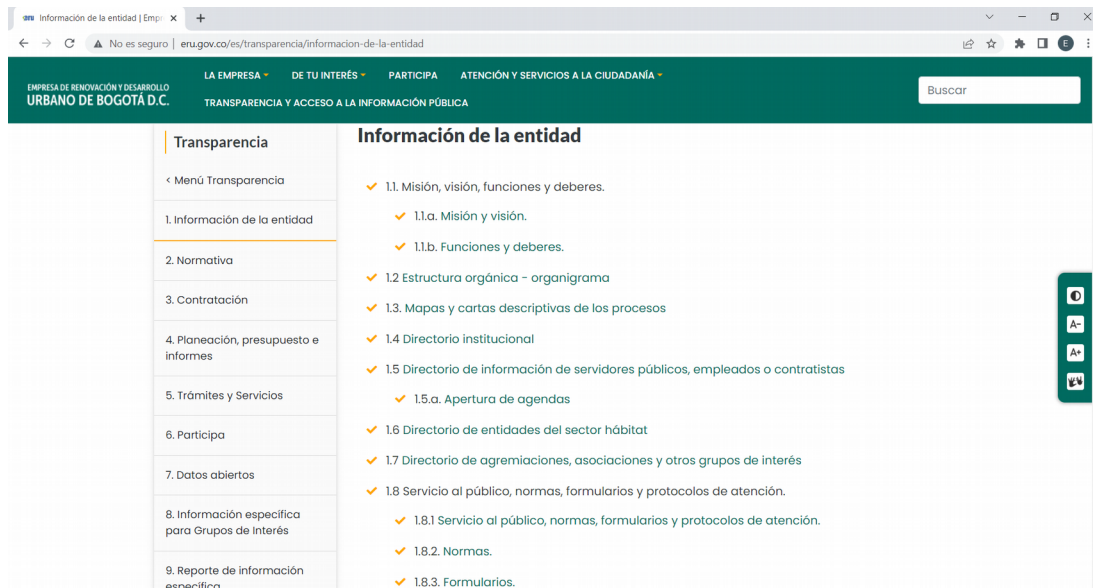 eru Información de la entidad | Empr
No es seguro | eru.gov.co/es/transparencia/informacion-de-la-entidad
E
EMPRESA DE RENOVACIÓN Y DESARROLLO
URBANO DE BOGOTÁ D.C.
LA EMPRESA DE TU INTERÉS PARTICIPA ATENCIÓN Y SERVICIOS A LA CIUDADANÍA
TRANSPARENCIA Y ACCESO A LA INFORMACIÓN PÚBLICA
Buscar
Transparencia
< Menú Transparencia
1. Información de la entidad
2. Normativa
3. Contratación
4. Planeación, presupuesto e
informes
5. Trámites y Servicios
6. Participa
7. Datos abiertos
8. Información específica
para Grupos de Interés
9. Reporte de información
específica
Información de la entidad
1.1. Misión, visión, funciones y deberes.
1.1.a. Misión y visión.
1.1.b. Funciones y deberes.
1.2 Estructura orgánica - organigrama
1.3. Mapas y cartas descriptivas de los procesos
1.4 Directorio institucional
1.5 Directorio de información de servidores públicos, empleados o contratistas
1.5.a. Apertura de agendas
1.6 Directorio de entidades del sector hábitat
1.7 Directorio de agremiaciones, asociaciones y otros grupos de interés
1.8 Servicio al público, normas, formularios y protocolos de atención.
1.8.1 Servicio al público, normas, formularios y protocolos de atención.
1.8.2. Normas.
1.8.3. Formularios.
A-
A+